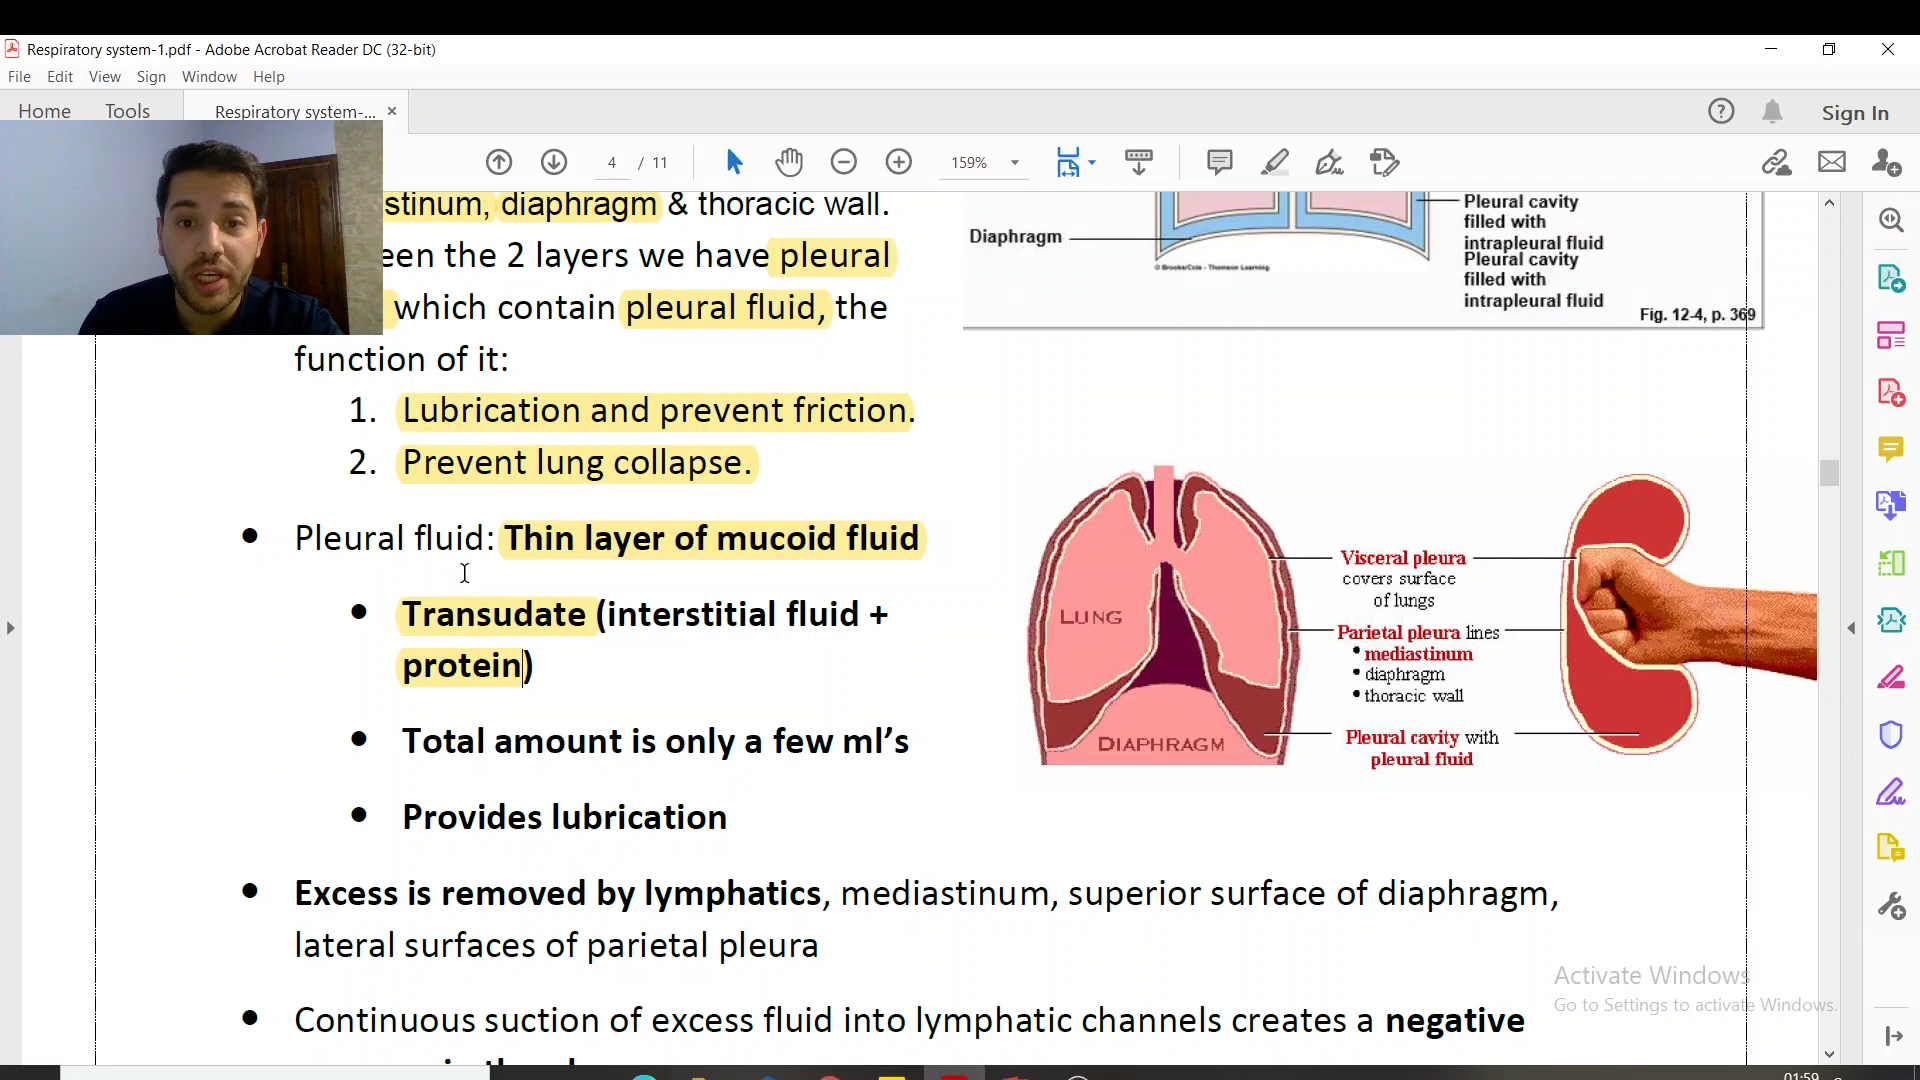 Respiratory system-1.pdf - Adobe Acrobat Reader DC (32-bit)
File Edit View Sign Window Help
Home Tools Respiratory system-... × Sign In
4 / 11 159%
stinum, diaphragm & thoracic wall.
een the 2 layers we have pleural
which contain pleural fluid, the
function of it:
1. Lubrication and prevent friction.
2. Prevent lung collapse.
• Pleural fluid: Thin layer of mucoid fluid
• Transudate (interstitial fluid +
protein)
• Total amount is only a few ml’s
• Provides lubrication
• Excess is removed by lymphatics, mediastinum, superior surface of diaphragm,
lateral surfaces of parietal pleura
• Continuous suction of excess fluid into lymphatic channels creates a negative
Diaphragm
© Brooks/Cole - Thomson Learning
Pleural cavity
filled with
intrapleural fluid
Pleural cavity
filled with
intrapleural fluid
Fig. 12-4, p. 369
LUNG
DIAPHRAGM
Visceral pleura
covers surface
of lungs
Parietal pleura lines
• mediastinum
• diaphragm
• thoracic wall
Pleural cavity with
pleural fluid
Activate Windows
Go to Settings to activate Windows.
01:59